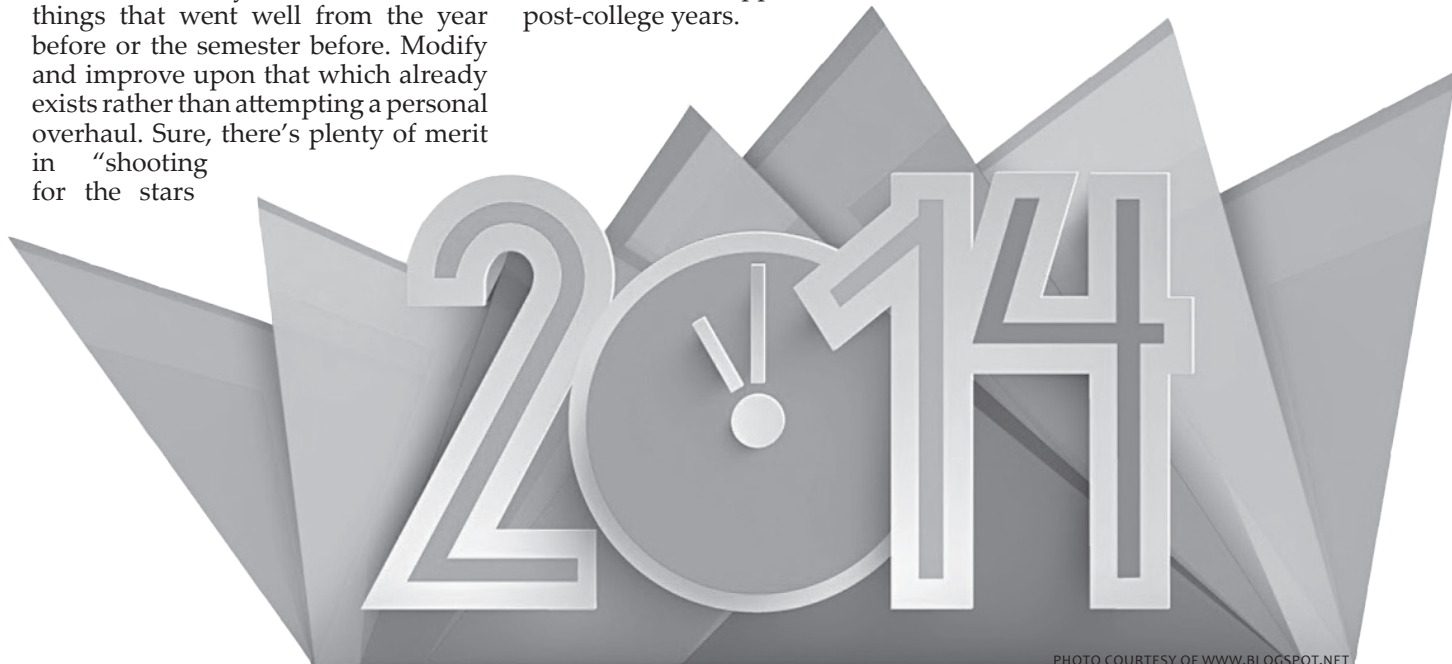 things that went well from the year
before or the semester before. Modify
and improve upon that which already
exists rather than attempting a personal
overhaul. Sure, there’s plenty of merit
in “shooting
for the stars
post-college years.
2014
PHOTO COURTESY OF WWW.BLOGSPOT.NET